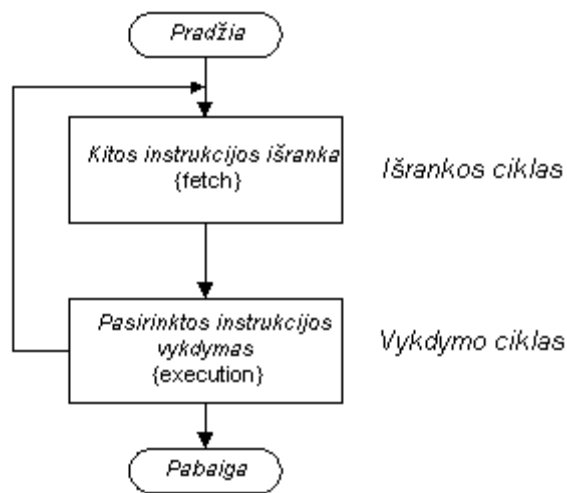 Pradžia
Kitos instrukcijos išranka
{fetch}
Išrankos ciklas
Pasirinktos instrukcijos
vykdymas
{execution}
Vykdymo ciklas
Pabaiga